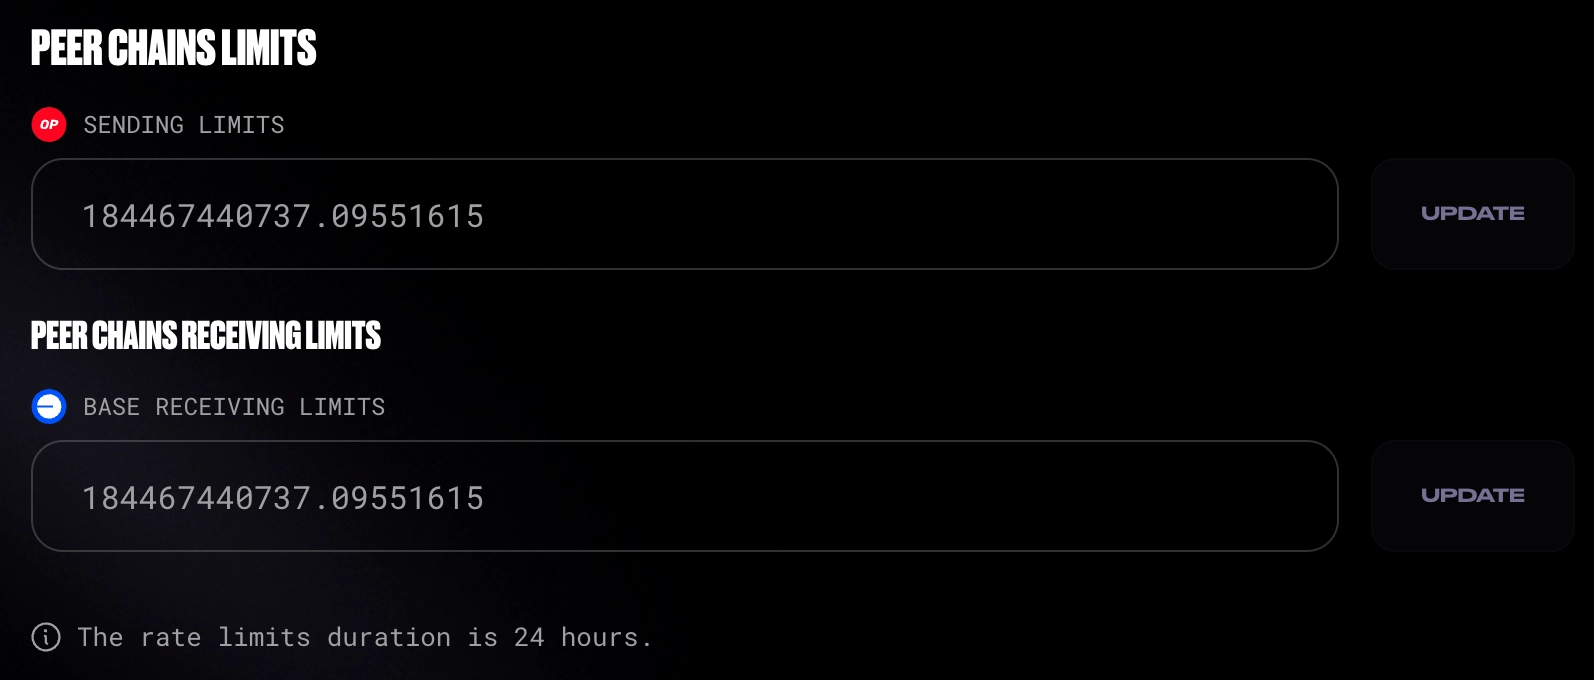 PEER CHAINS LIMITS
OP SENDING LIMITS
184467440737.09551615 UPDATE
PEER CHAINS RECEIVING LIMITS
BASE RECEIVING LIMITS
184467440737.09551615 UPDATE
The rate limits duration is 24 hours.